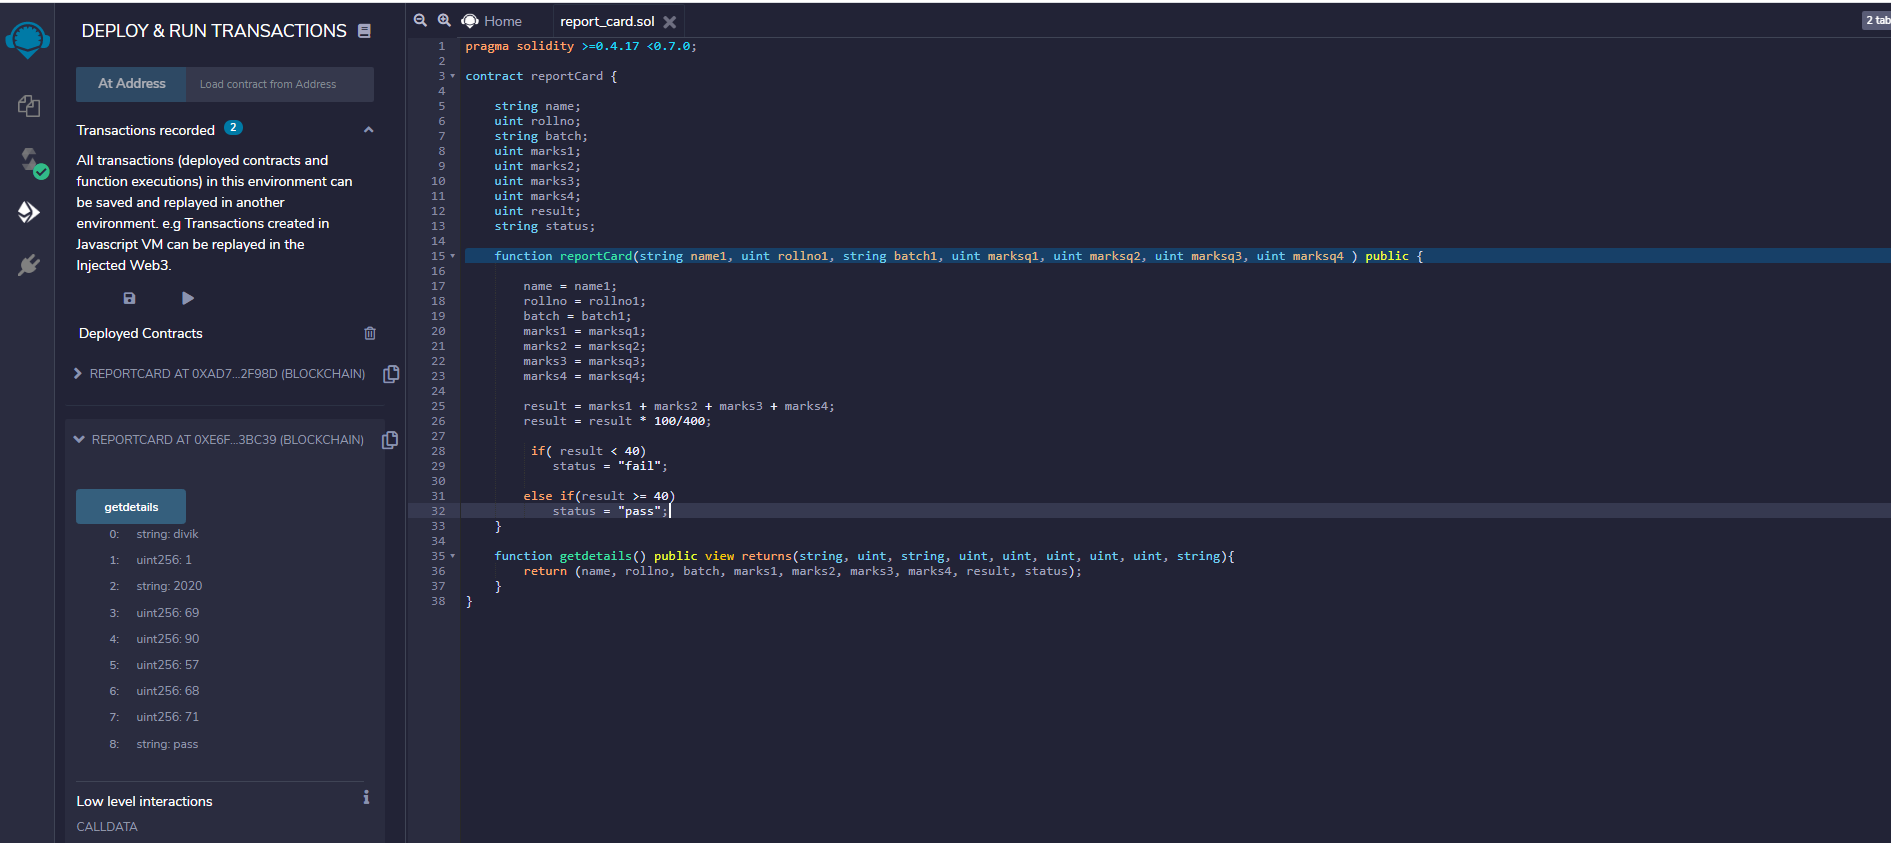 DEPLOY & RUN TRANSACTIONS
At Address
Load contract from Address
Transactions recorded 2
All transactions (deployed contracts and
function executions) in this environment can
be saved and replayed in another
environment. e.g Transactions created in
Javascript VM can be replayed in the
Injected Web3.
Deployed Contracts
REPORTCARD AT 0XAD7...2F98D (BLOCKCHAIN)
REPORTCARD AT 0XE6F...3BC39 (BLOCKCHAIN)
getdetails
0: string: divik
1: uint256: 1
2: string: 2020
3: uint256: 69
4: uint256: 90
5: uint256: 57
6: uint256: 68
7: uint256: 71
8: string: pass
Low level interactions
CALLDATA
Home
report_card.sol
2 tab
1 pragma solidity >=0.4.17 <0.7.0;
2
3 contract reportCard {
4
5 string name;
6 uint rollno;
7 string batch;
8 uint marks1;
9 uint marks2;
10 uint marks3;
11 uint marks4;
12 uint result;
13 string status;
14
15 function reportCard(string name1, uint rollno1, string batch1, uint marksq1, uint marksq2, uint marksq3, uint marksq4 ) public {
16
17 name = name1;
18 rollno = rollno1;
19 batch = batch1;
20 marks1 = marksq1;
21 marks2 = marksq2;
22 marks3 = marksq3;
23 marks4 = marksq4;
24
25 result = marks1 + marks2 + marks3 + marks4;
26 result = result * 100/400;
27
28 if( result < 40)
29 status = "fail";
30
31 else if(result >= 40)
32 status = "pass";
33 }
34
35 function getdetails() public view returns(string, uint, string, uint, uint, uint, uint, uint, string){
36 return (name, rollno, batch, marks1, marks2, marks3, marks4, result, status);
37 }
38 }